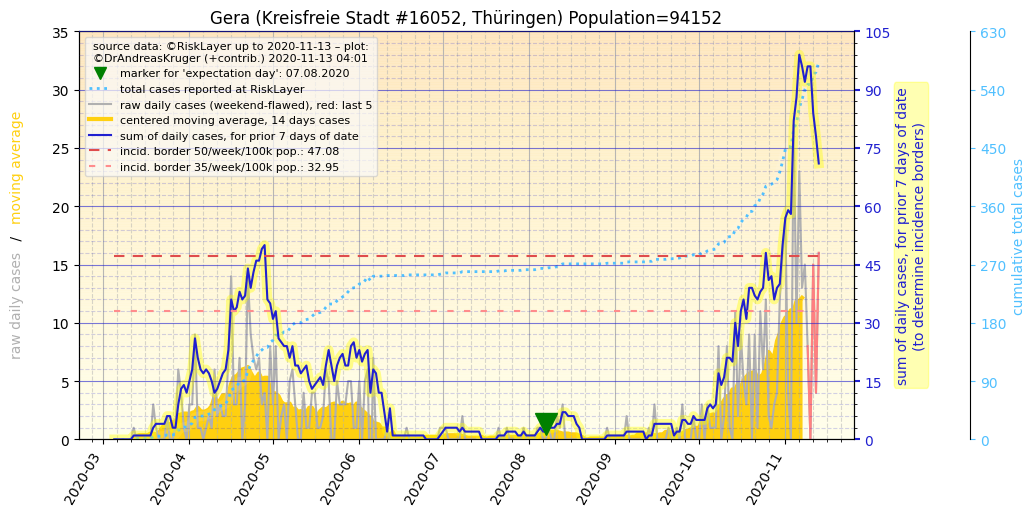 Gera (Kreisfreie Stadt #16052, Thüringen) Population=94152
source data: ©RiskLayer up to 2020-11-13 – plot:
©DrAndreasKruger (+contrib.) 2020-11-13 04:01
marker for 'expectation day': 07.08.2020
total cases reported at RiskLayer
raw daily cases (weekend-flawed), red: last 5
centered moving average, 14 days cases
sum of daily cases, for prior 7 days of date
incid. border 50/week/100k pop.: 47.08
incid. border 35/week/100k pop.: 32.95
raw daily cases / moving average
35
30
25
20
15
10
5
0
2020-03
2020-04
2020-05
2020-06
2020-07
2020-08
2020-09
2020-10
2020-11
105
90
75
60
45
30
15
0
sum of daily cases, for prior 7 days of date
(to determine incidence borders)
630
540
450
360
270
180
90
0
cumulative total cases